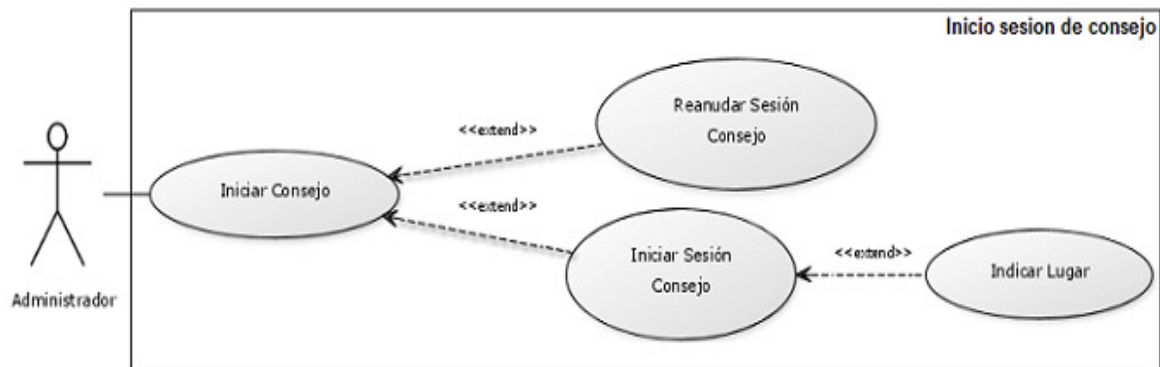 Inicio sesion de consejo
Reanudar Sesión
Consejo
<<extend>>
Iniciar Consejo
<<extend>>
Iniciar Sesión
Consejo
<<extend>>
Indicar Lugar
Administrador